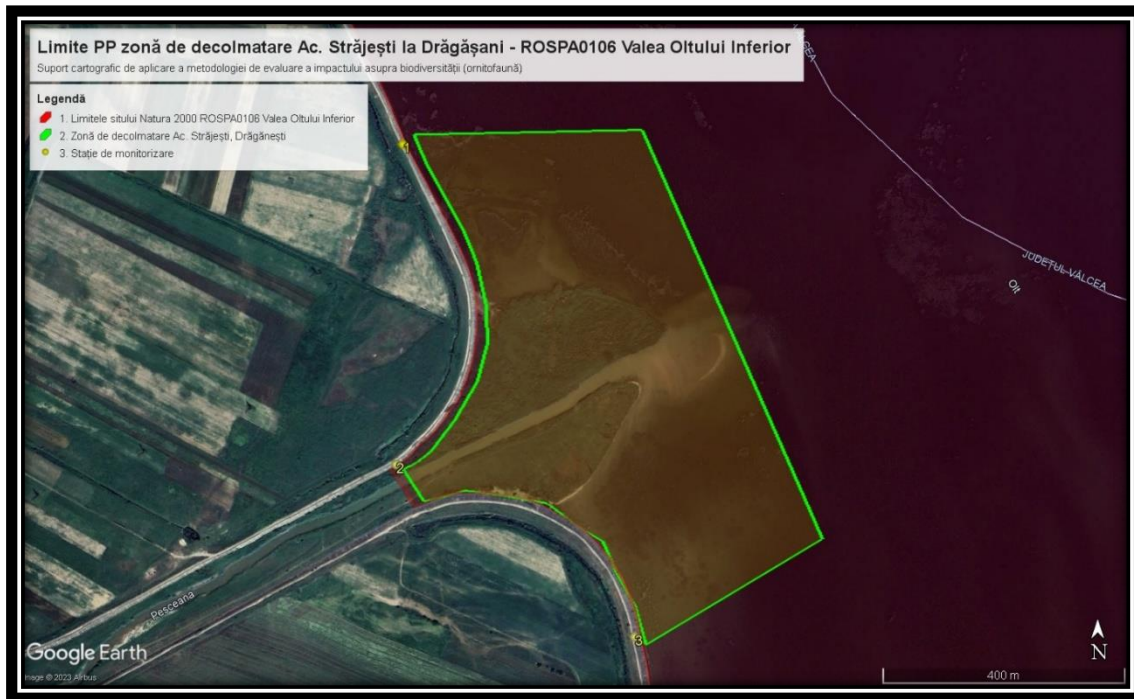 Limite PP zonă de decolmatare Ac. Străjești la Drăgășani - ROSPA0106 Valea Oltului Inferior
Suport cartografic de aplicare a metodologiei de evaluare a impactului asupra biodiversității (ornitofaună)
Legendă
1. Limitele sitului Natura 2000 ROSPA0106 Valea Oltului Inferior
2. Zonă de decolmatare Ac. Străjești, Drăgănești
3. Stație de monitorizare
1
JUDEȚUL VÂLCEA
Olt
2
Pesceana
3
Google Earth
N
400 m
Image © 2023 Airbus